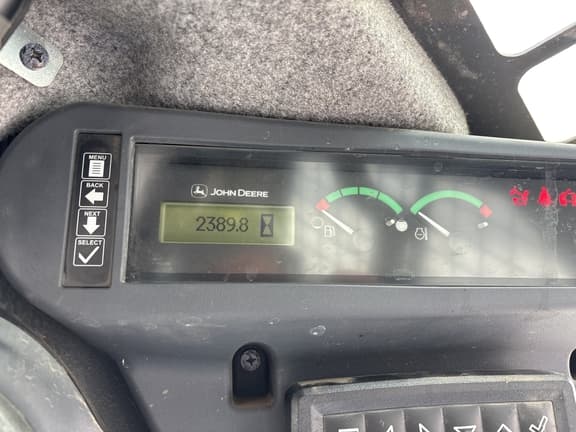 MENU
BACK
NEXT
SELECT
JOHN DEERE
2389.8